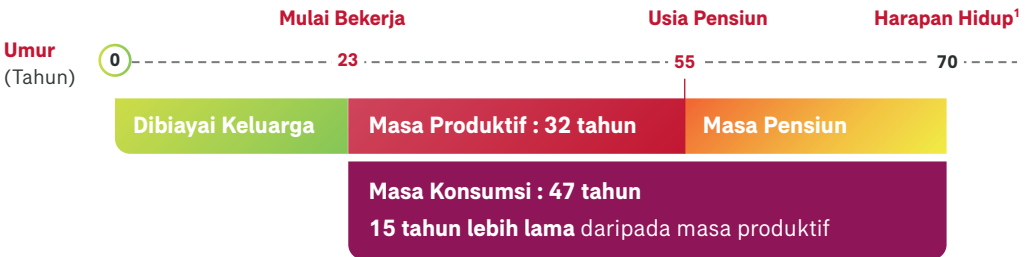 Mulai Bekerja Usia Pensiun Harapan Hidup¹
Umur
(Tahun)
0 23 55 70
Dibiayai Keluarga Masa Produktif : 32 tahun Masa Pensiun
Masa Konsumsi : 47 tahun
15 tahun lebih lama daripada masa produktif